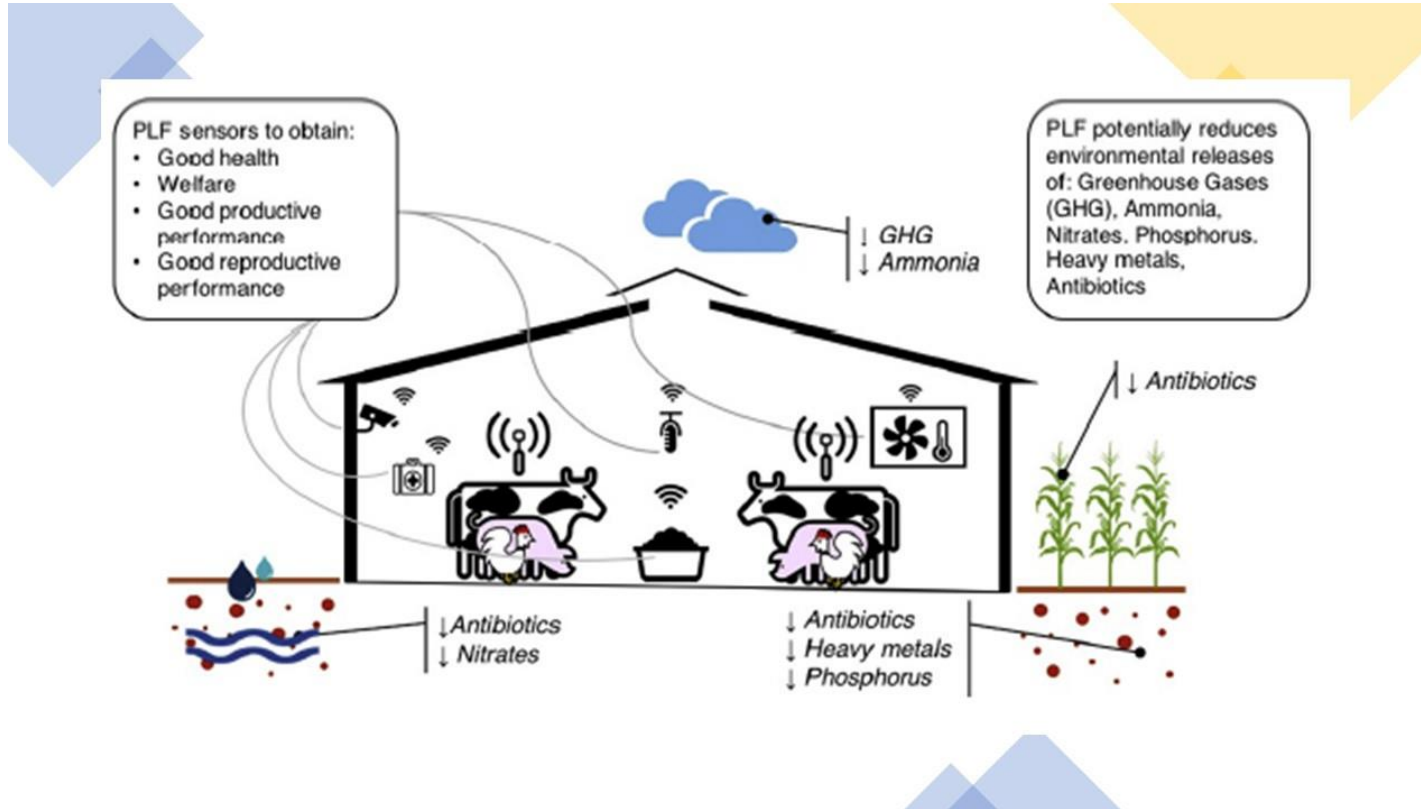 PLF sensors to obtain:
• Good health
• Welfare
• Good productive
performance
• Good reproductive
performance
PLF potentially reduces
environmental releases
of: Greenhouse Gases
(GHG), Ammonia,
Nitrates. Phosphorus.
Heavy metals,
Antibiotics
↓ GHG
↓ Ammonia
↓ Antibiotics
↓Antibiotics
↓ Nitrates
↓ Antibiotics
↓ Heavy metals
↓ Phosphorus